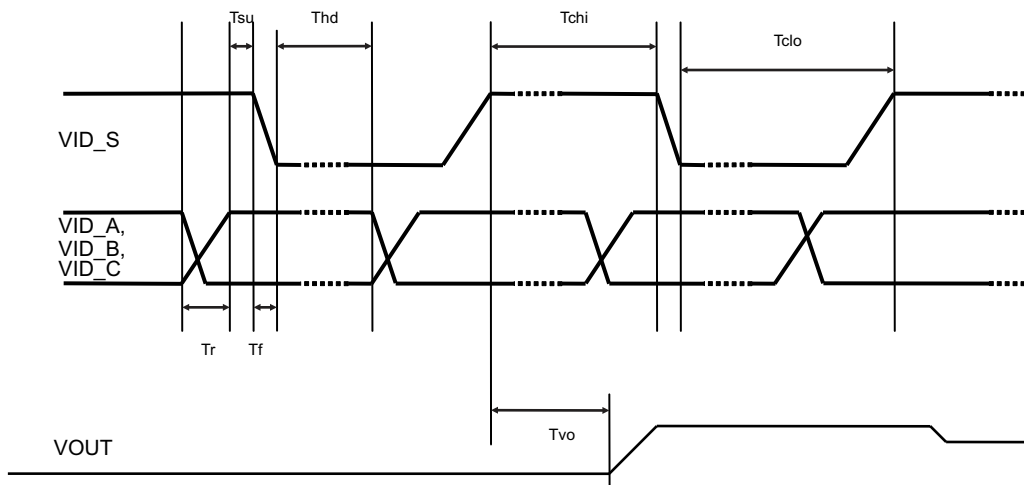 Tsu
Thd
Tchi
Tclo
VID_S
VID_A,
VID_B,
VID_C
Tr
Tf
Tvo
VOUT